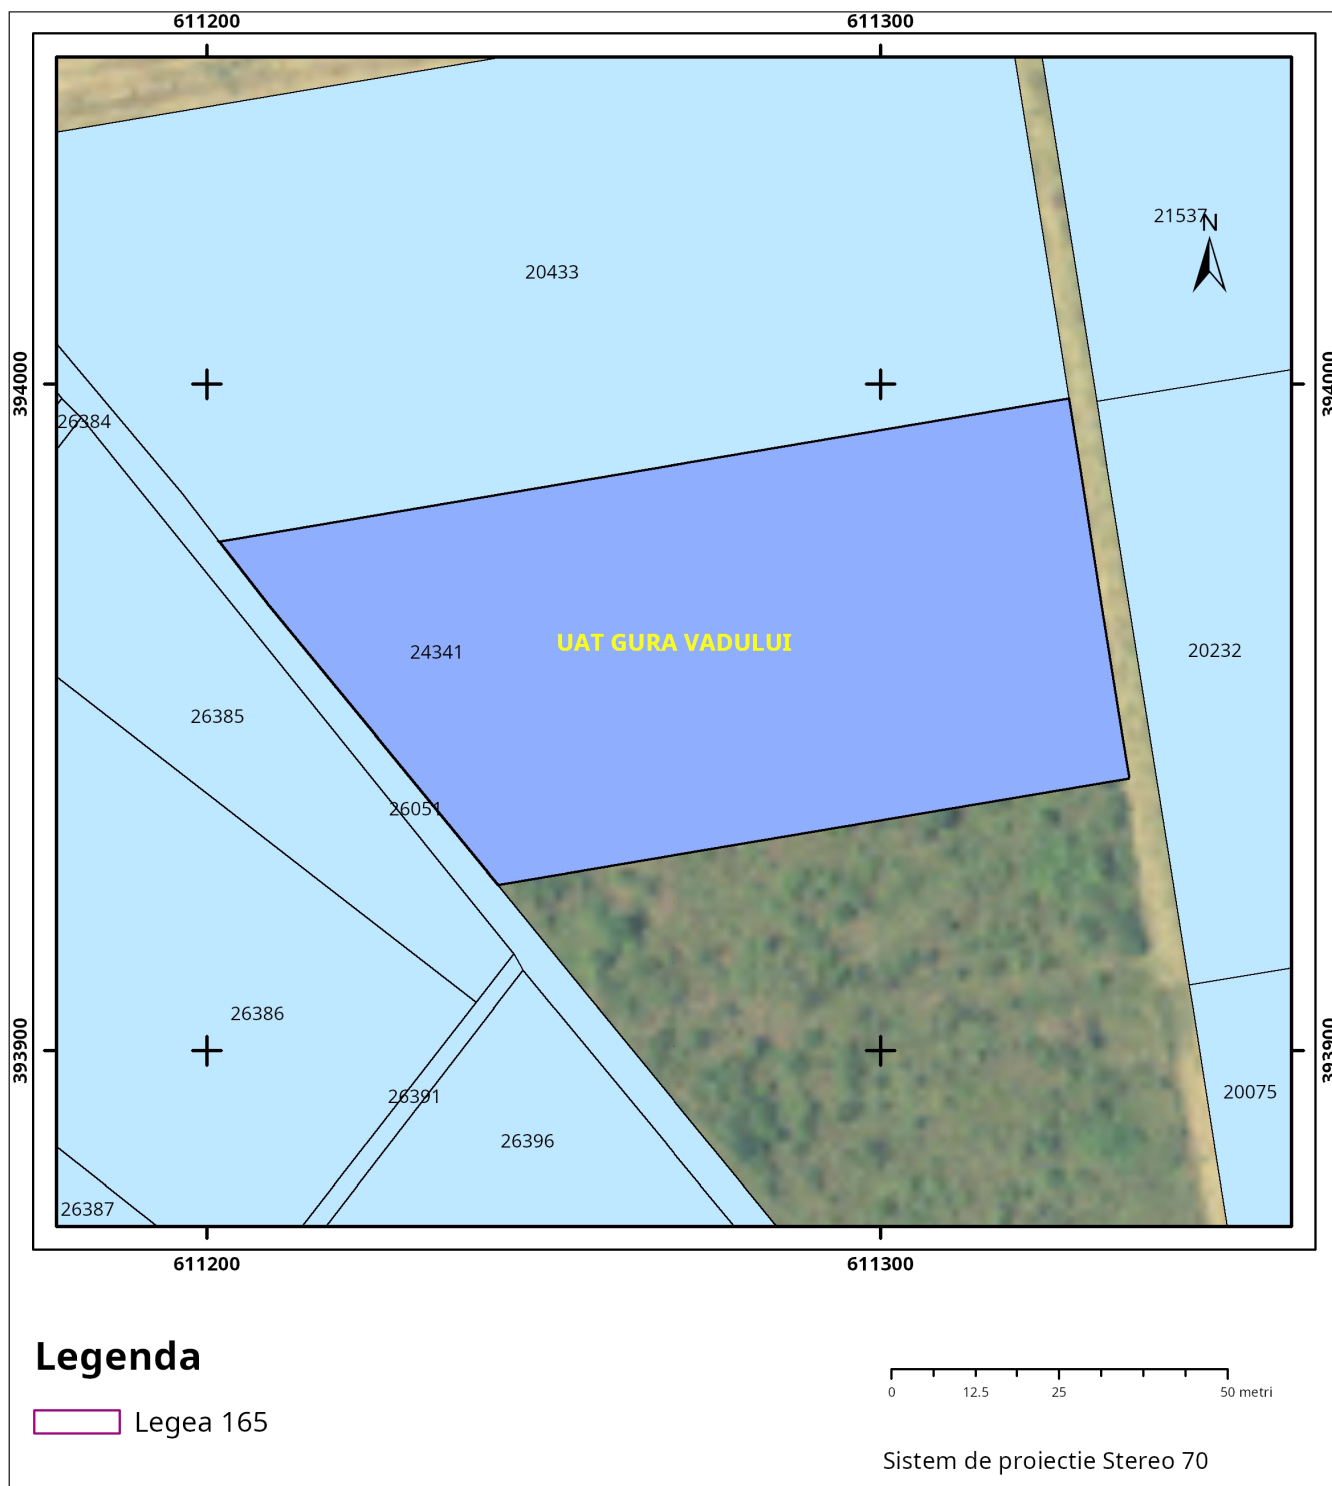 611200 611300
21537
N
20433
394000 394000
26384
UAT GURA VADULUI
24341
20232
26385
26051
26386
393900 393900
26391
20075
26396
26387
611200 611300
Legenda
Legea 165
0 12.5 25 50 metri
Sistem de proiectie Stereo 70